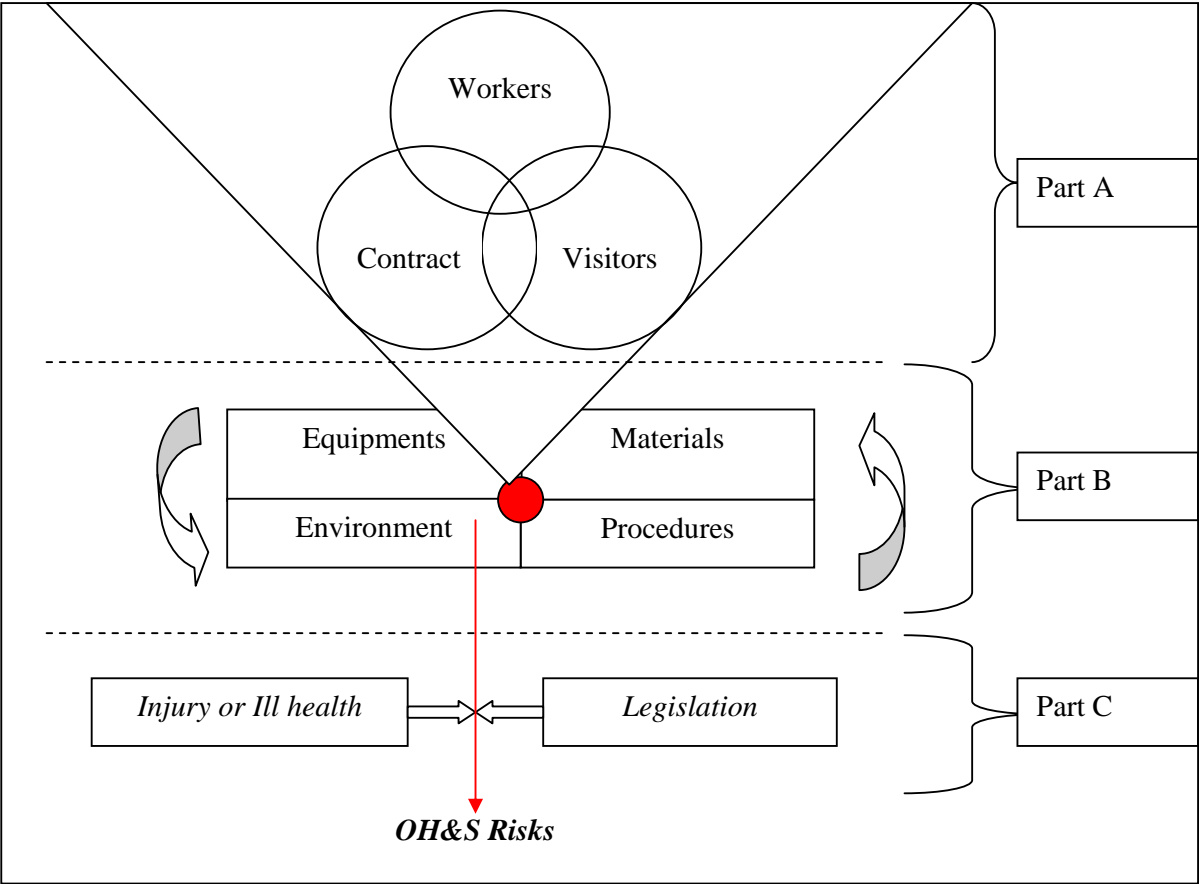 Workers
Contract
Visitors
Part A
Equipments
Materials
Environment
Procedures
Part B
Injury or Ill health
Legislation
Part C
OH&S Risks